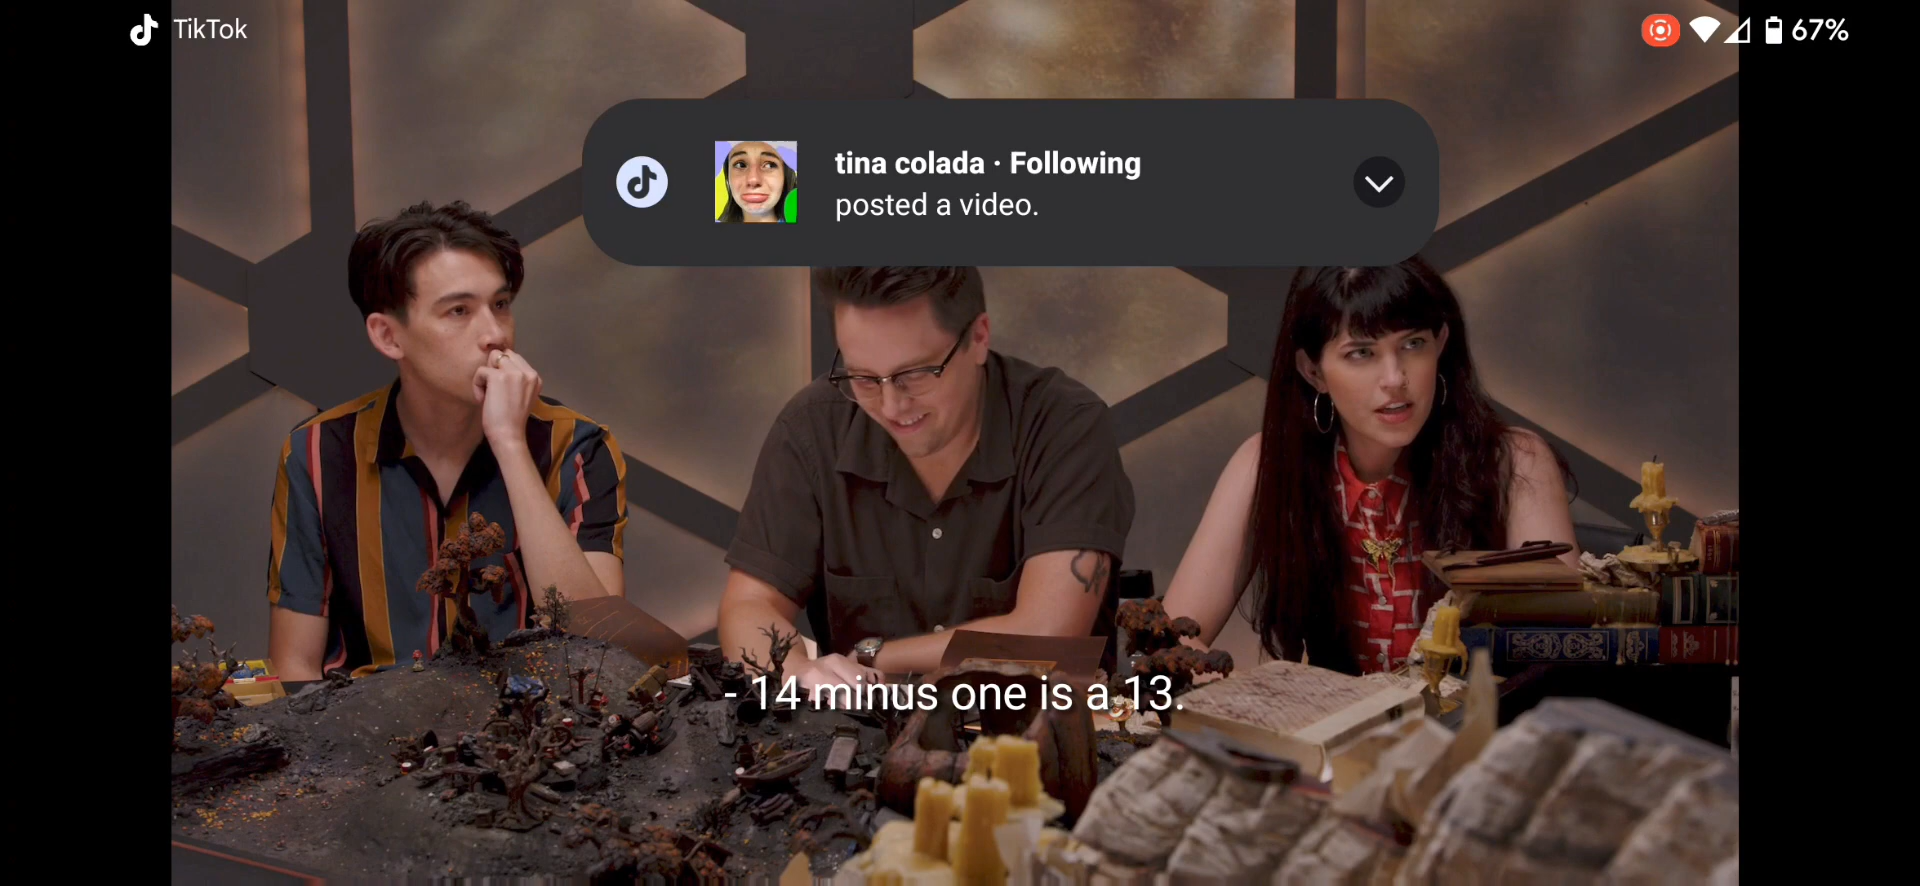 TikTok
67%
tina colada · Following
posted a video.
- 14 minus one is a 13.